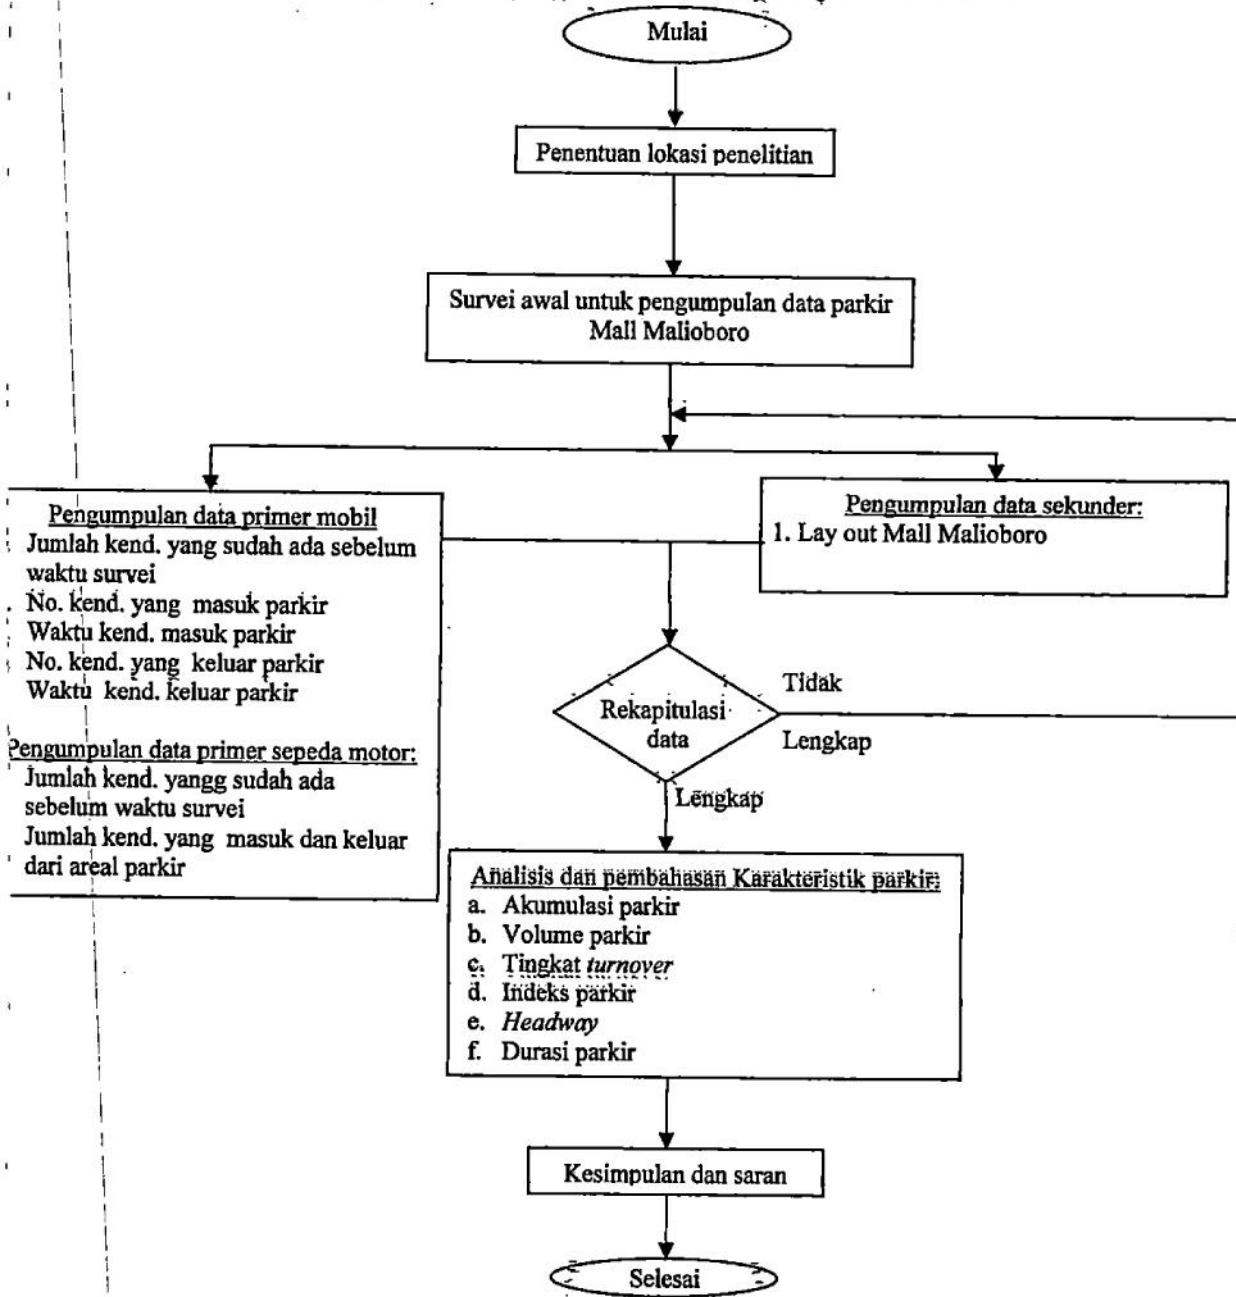 Mulai
Penentuan lokasi penelitian
Survei awal untuk pengumpulan data parkir
Mall Malioboro
Pengumpulan data primer mobil
Jumlah kend. yang sudah ada sebelum
waktu survei
No. kend. yang masuk parkir
Waktu kend. masuk parkir
No. kend. yang keluar parkir
Waktu kend. keluar parkir
Pengumpulan data primer sepeda motor:
Jumlah kend. yangg sudah ada
sebelum waktu survei
Jumlah kend. yang masuk dan keluar
dari areal parkir
Pengumpulan data sekunder:
1. Lay out Mall Malioboro
Rekapitulasi
data
Tidak
Lengkap
Lengkap
Analisis dan pembahasan Karakteristik parkir:
a. Akumulasi parkir
b. Volume parkir
c. Tingkat turnover
d. Indeks parkir
e. Headway
f. Durasi parkir
Kesimpulan dan saran
Selesai